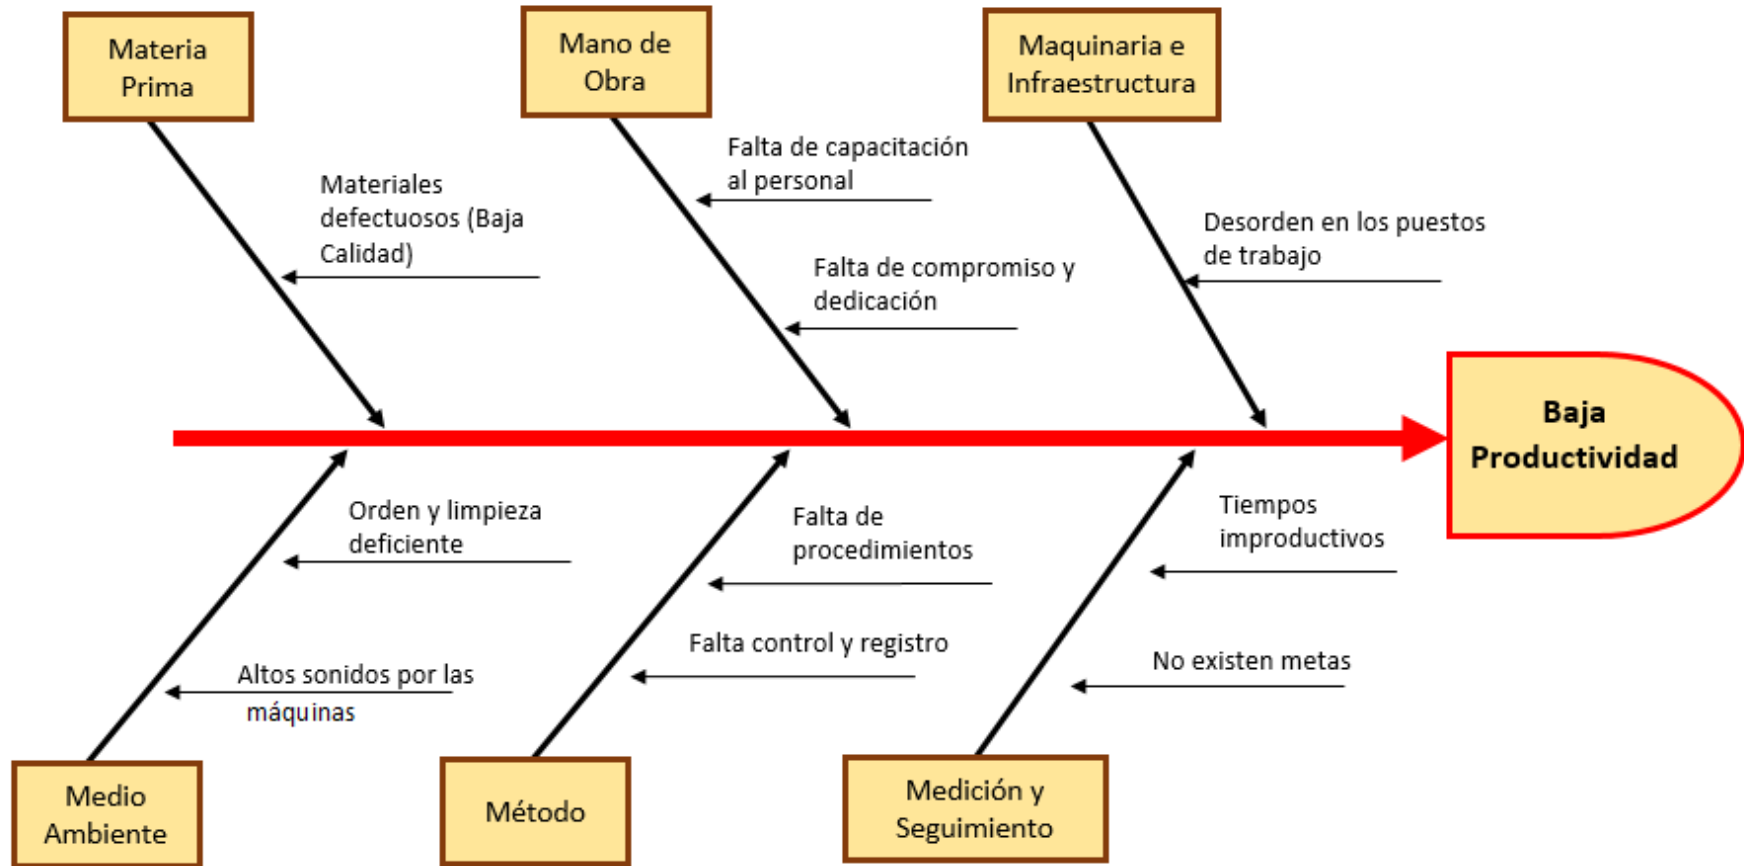 Materia
Prima
Mano de
Obra
Maquinaria e
Infraestructura
Materiales
defectuosos (Baja
Calidad)
Falta de capacitación
al personal
Falta de compromiso y
dedicación
Desorden en los puestos
de trabajo
Baja
Productividad
Orden y limpieza
deficiente
Altos sonidos por las
máquinas
Falta de
procedimientos
Falta control y registro
Tiempos
improductivos
No existen metas
Medio
Ambiente
Método
Medición y
Seguimiento